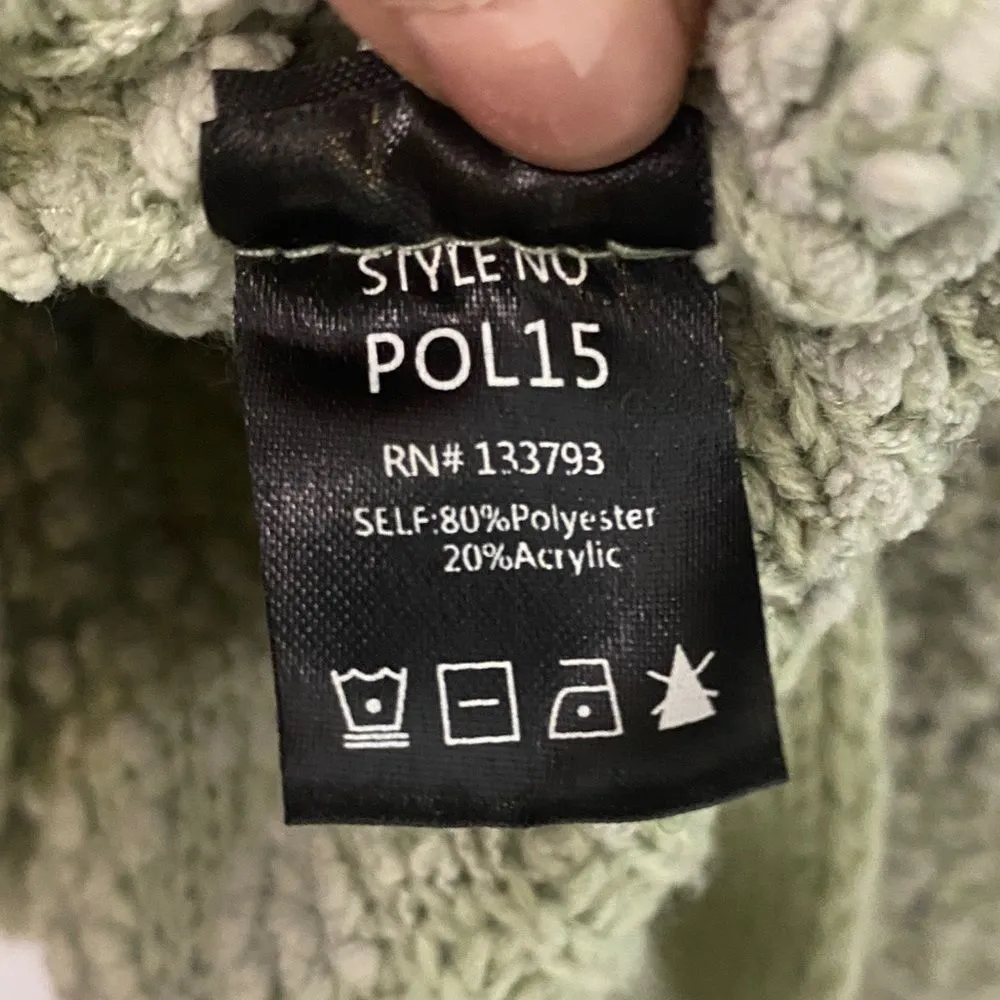 STYLE NO
POL15
RN# 133793
SELF:80%Polyester
20%Acrylic